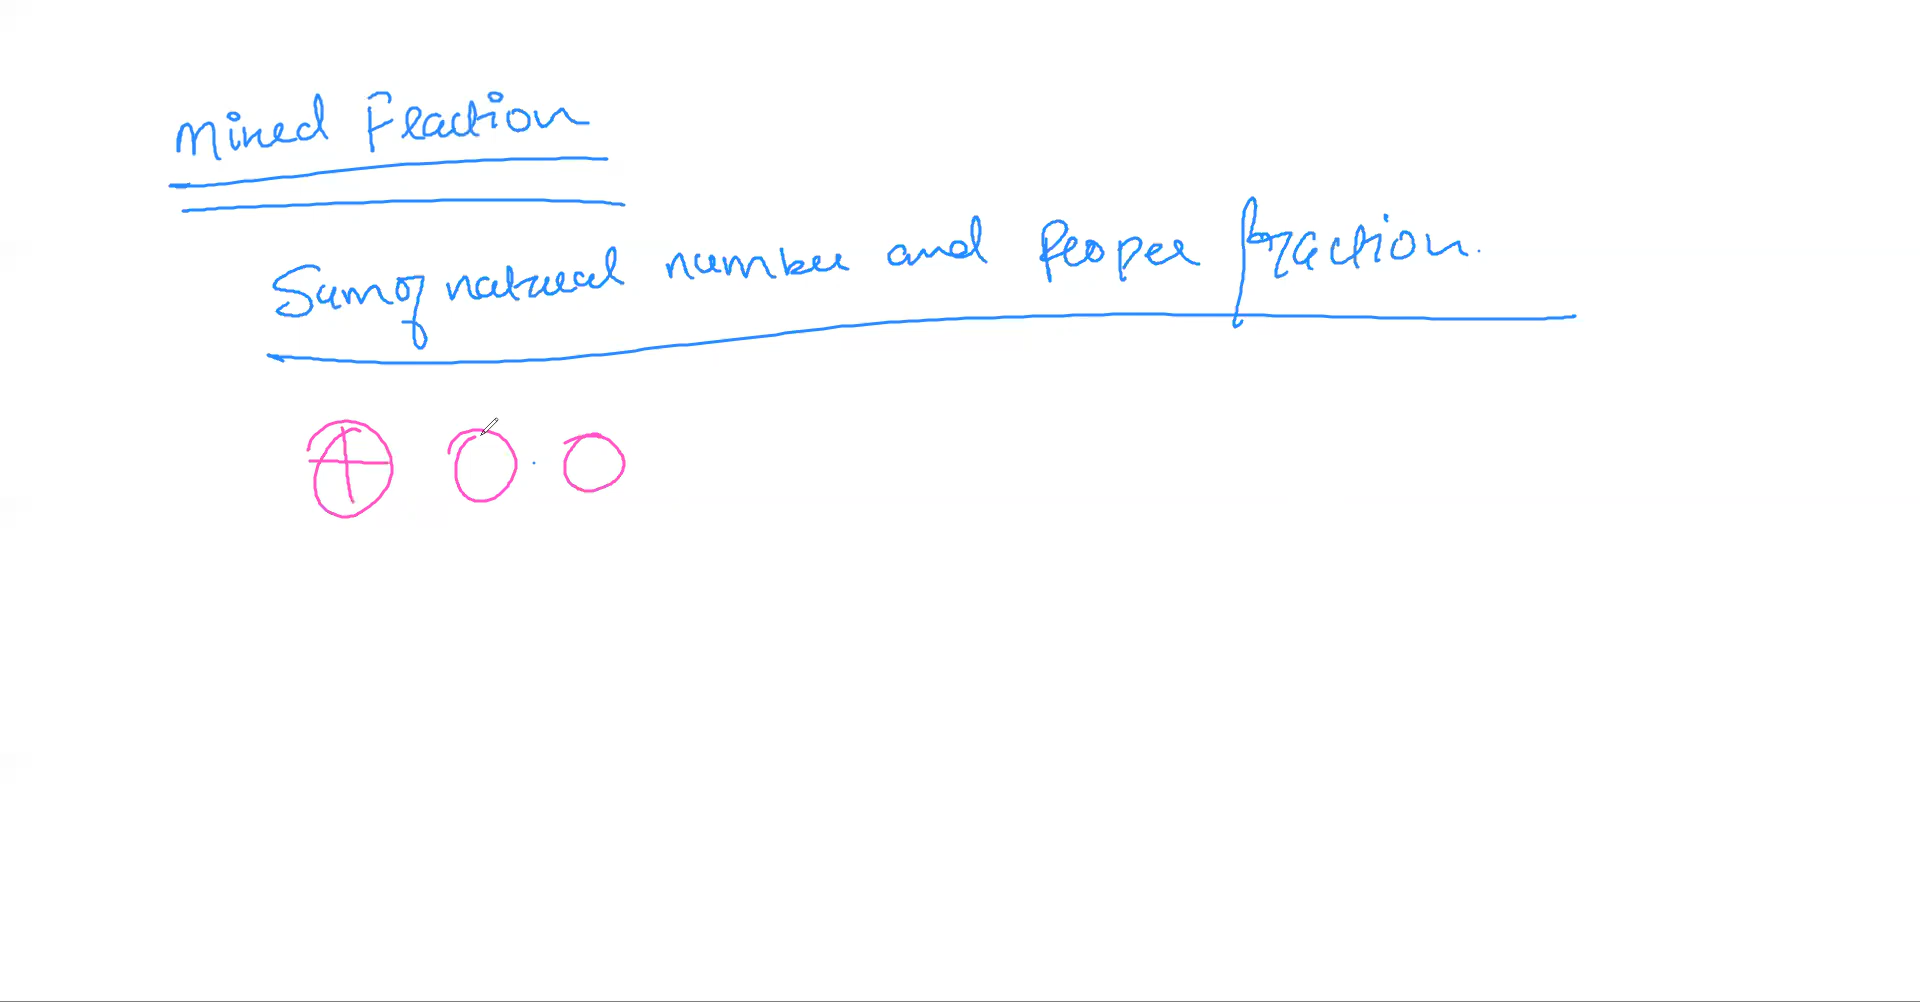 Mixed Fraction
Sum of natural number and proper fraction.